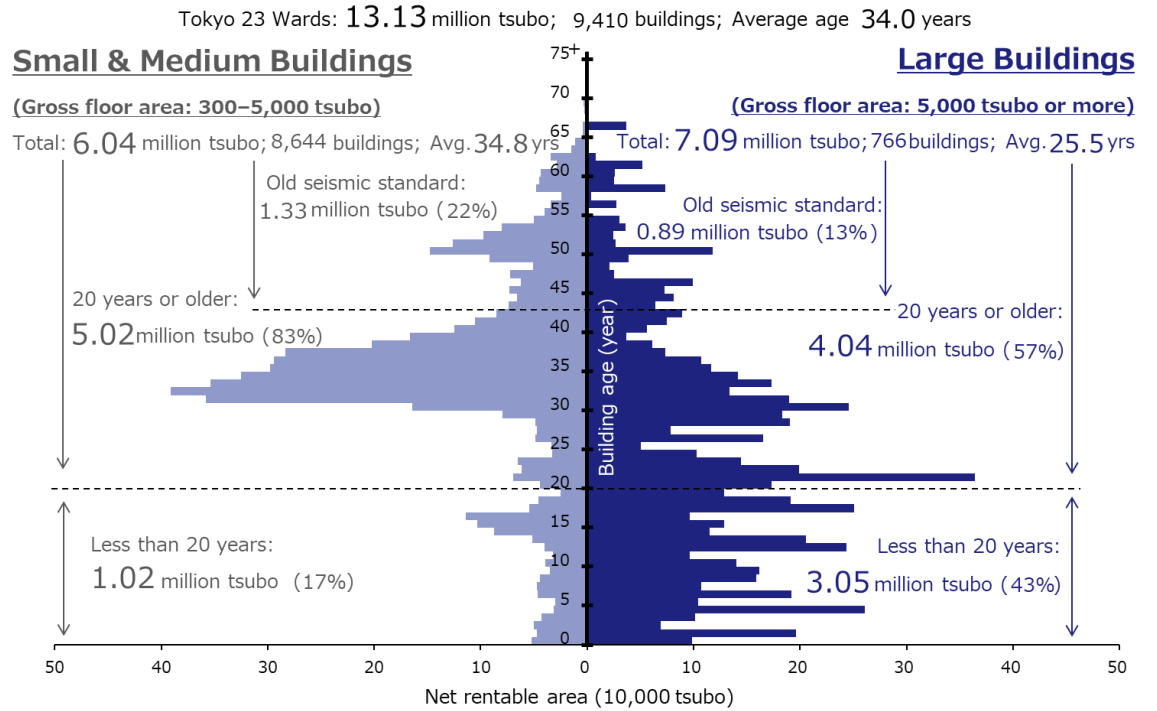 Tokyo 23 Wards: 13.13 million tsubo; 9,410 buildings; Average age 34.0 years
Small & Medium Buildings
(Gross floor area: 300–5,000 tsubo)
Total: 6.04 million tsubo; 8,644 buildings; Avg. 34.8 yrs
Old seismic standard:
1.33 million tsubo (22%)
20 years or older:
5.02 million tsubo (83%)
Less than 20 years:
1.02 million tsubo (17%)
Large Buildings
(Gross floor area: 5,000 tsubo or more)
Total: 7.09 million tsubo; 766 buildings; Avg. 25.5 yrs
Old seismic standard:
0.89 million tsubo (13%)
20 years or older:
4.04 million tsubo (57%)
Less than 20 years:
3.05 million tsubo (43%)
75+
70
65
60
55
50
45
40
35
30
25
20
15
10
5
0
Building age (year)
50 40 30 20 10 0 10 20 30 40 50
Net rentable area (10,000 tsubo)